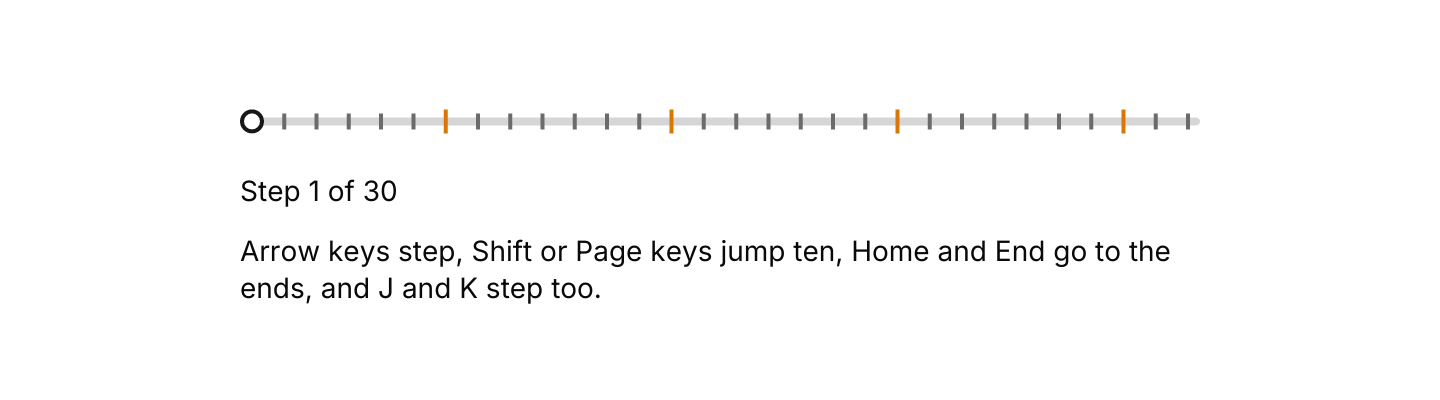 Step 1 of 30
Arrow keys step, Shift or Page keys jump ten, Home and End go to the
ends, and J and K step too.